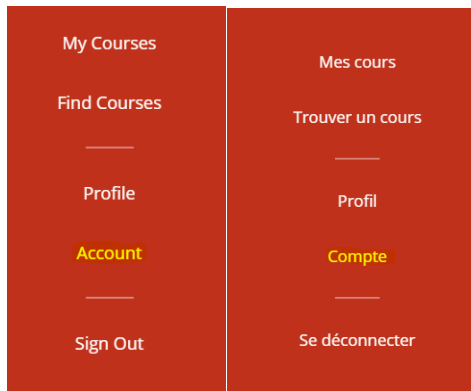 My Courses
Find Courses
Profile
Account
Sign Out
Mes cours
Trouver un cours
Profil
Compte
Se déconnecter